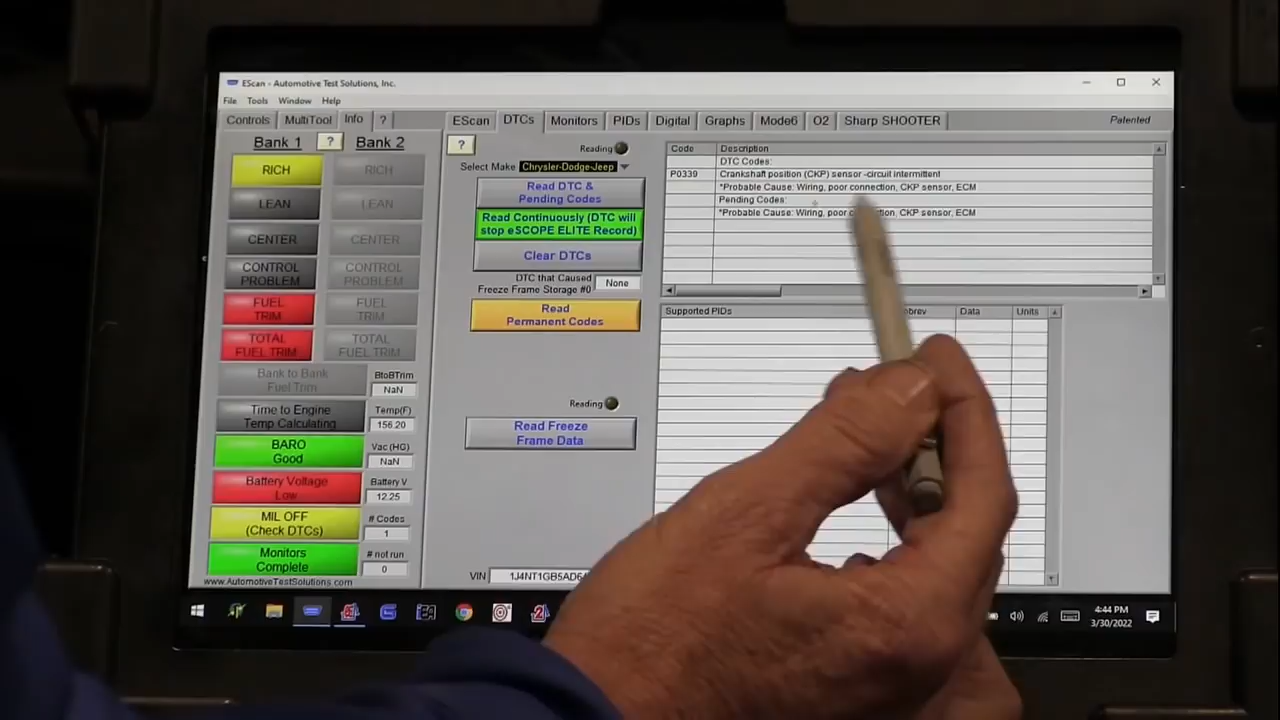 EScan - Automotive Test Solutions, Inc.
File Tools Window Help
Controls MultiTool Info ? EScan DTCs Monitors PIDs Digital Graphs Mode6 O2 Sharp SHOOTER Patented
Bank 1 ? Bank 2
RICH RICH
LEAN LEAN
CENTER CENTER
CONTROL PROBLEM CONTROL PROBLEM
FUEL TRIM FUEL TRIM
TOTAL FUEL TRIM TOTAL FUEL TRIM
Bank to Bank Fuel Trim BtoBTrim NaN
Time to Engine Temp Calculating Temp(F) 156.20
BARO Good Vac (HG) NaN
Battery Voltage Low Battery V 12.25
MIL OFF (Check DTCs) # Codes 1
Monitors Complete # not run 0
www.AutomotiveTestSolutions.com
? Reading
Select Make Chrysler-Dodge-Jeep
Read DTC & Pending Codes
Read Continuously (DTC will stop eSCOPE ELITE Record)
Clear DTCs
DTC that Caused Freeze Frame Storage #0 None
Read Permanent Codes
Reading
Read Freeze Frame Data
VIN 1J4NT1GB5AD
Code Description
DTC Codes:
P0339 Crankshaft position (CKP) sensor -circuit intermittent
*Probable Cause: Wiring, poor connection, CKP sensor, ECM
Pending Codes:
*Probable Cause: Wiring, poor CKP sensor, ECM
Supported PIDs Data Units
4:44 PM
3/30/2022